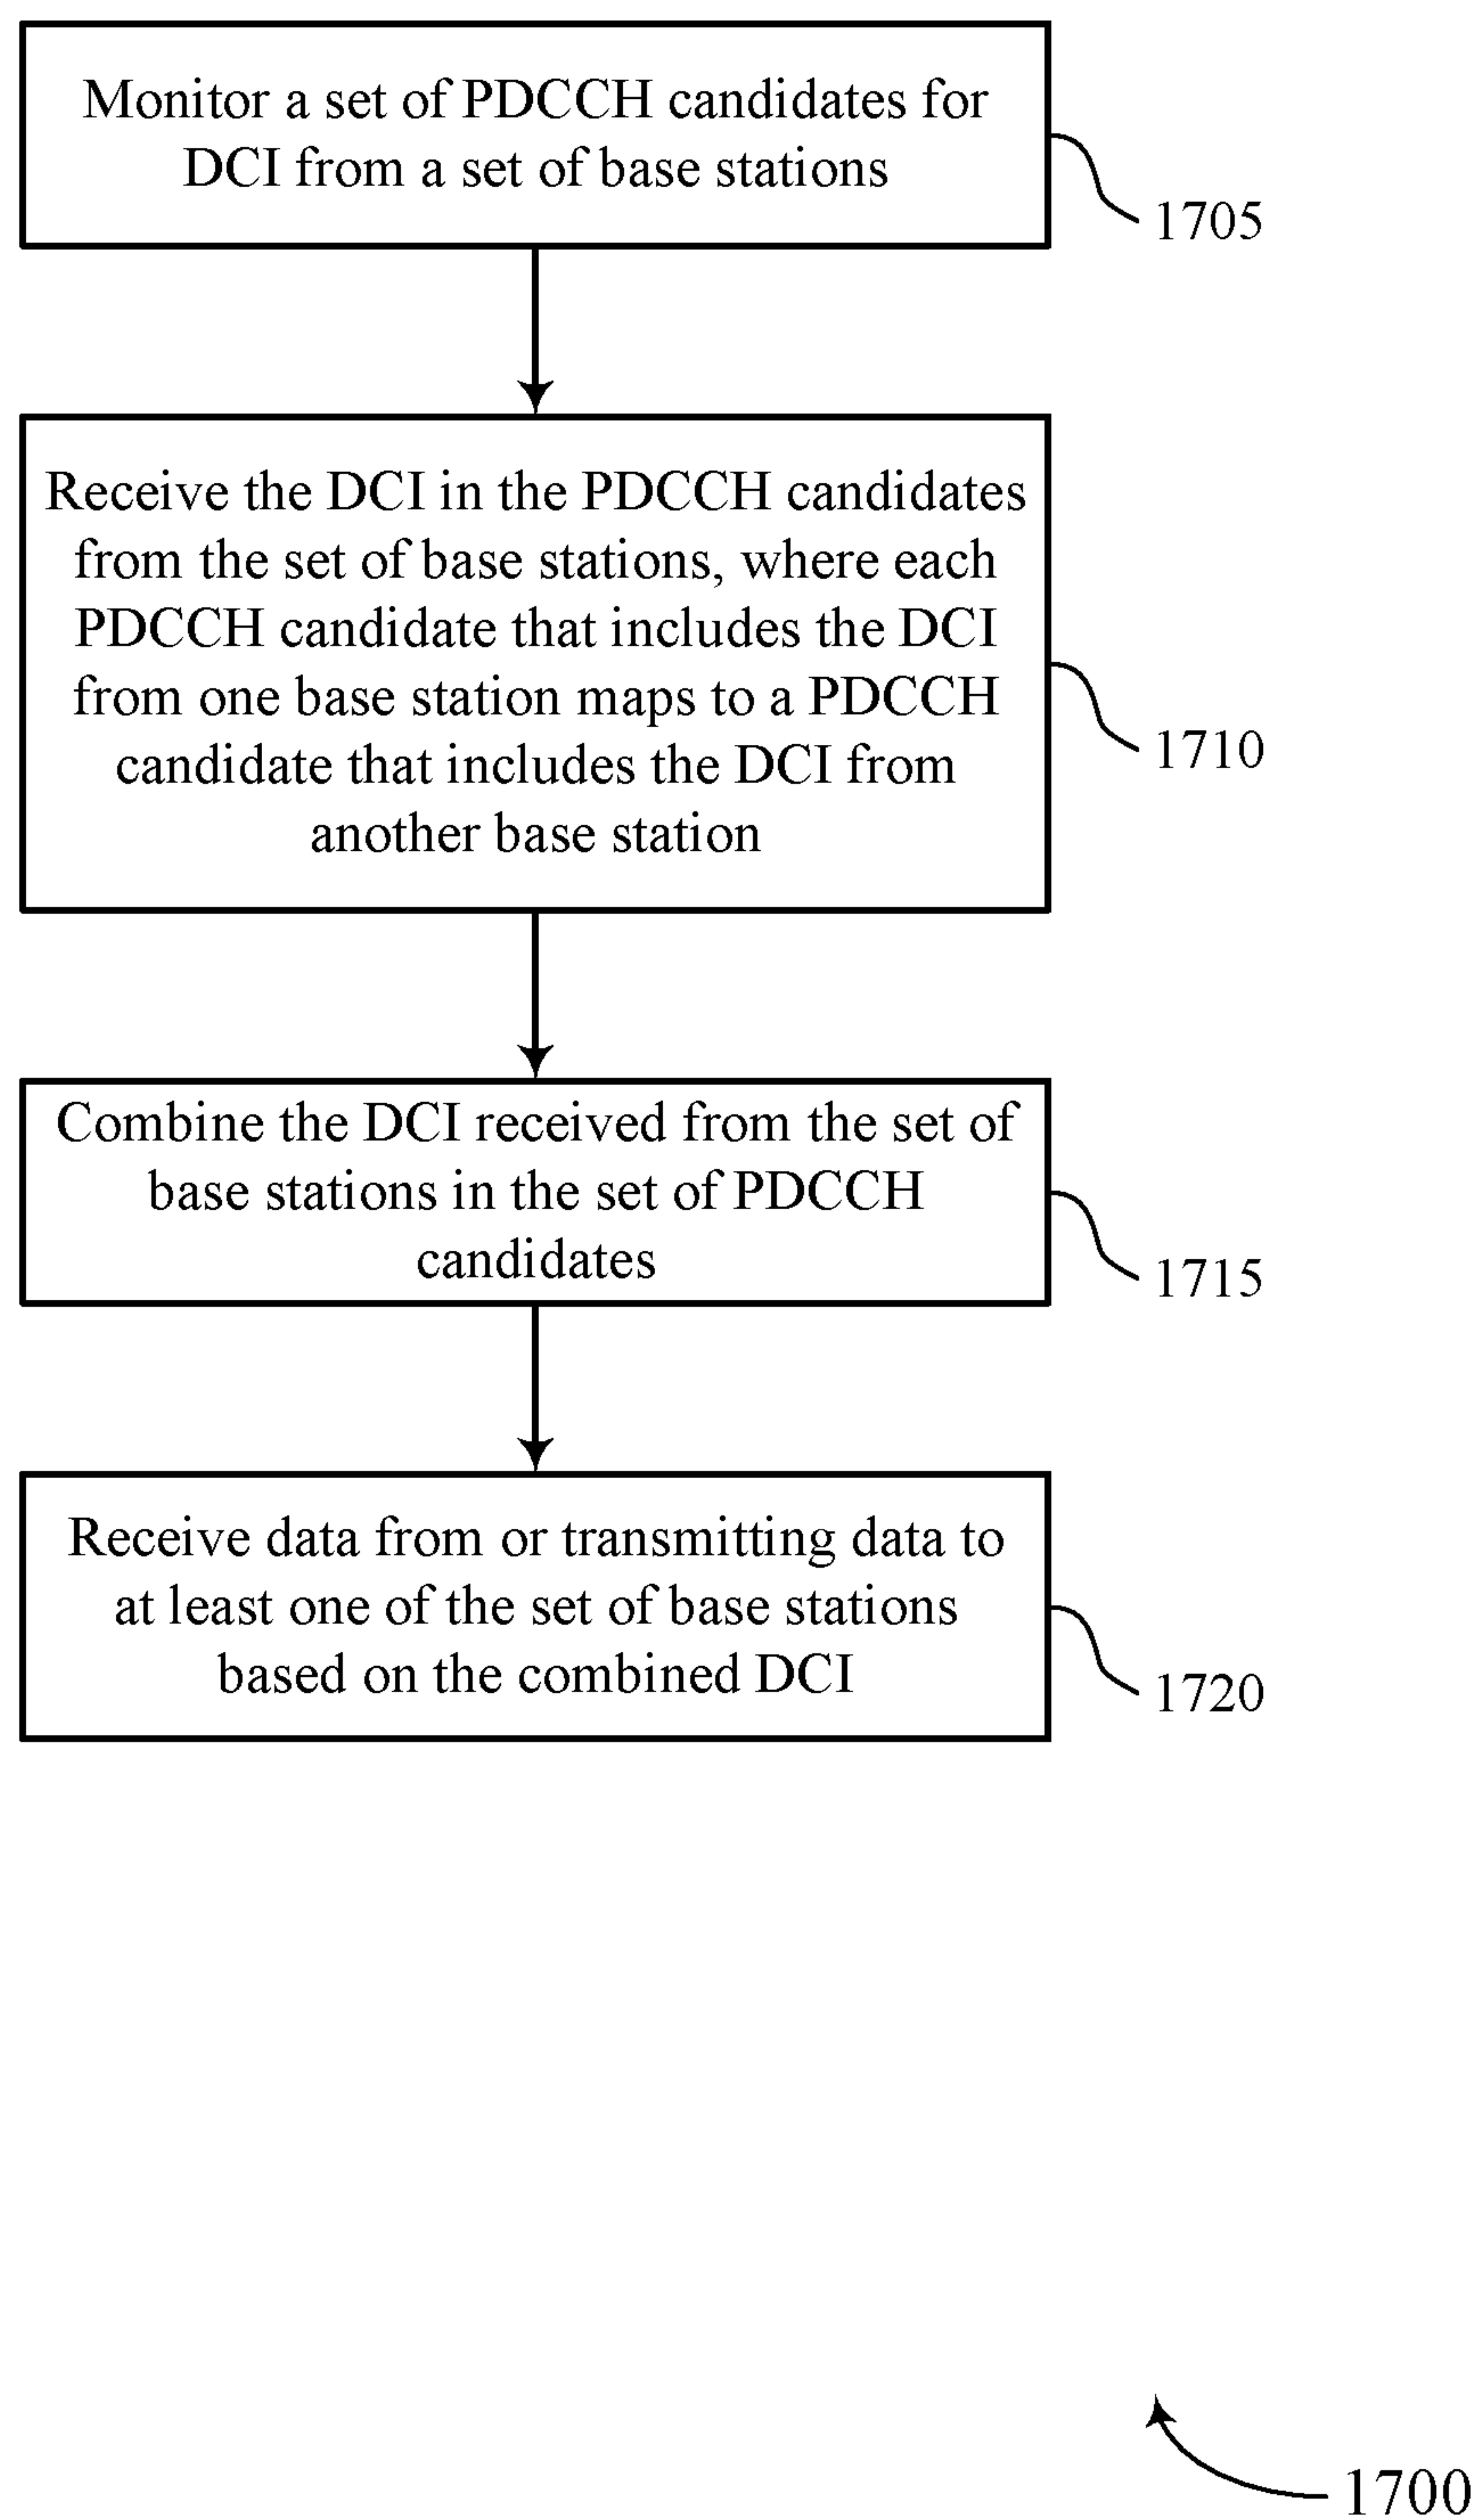 Monitor a set of PDCCH candidates for
DCI from a set of base stations
1705
Receive the DCI in the PDCCH candidates
from the set of base stations, where each
PDCCH candidate that includes the DCI
from one base station maps to a PDCCH
candidate that includes the DCI from
another base station
1710
Combine the DCI received from the set of
base stations in the set of PDCCH
candidates
1715
Receive data from or transmitting data to
at least one of the set of base stations
based on the combined DCI
1720
1700